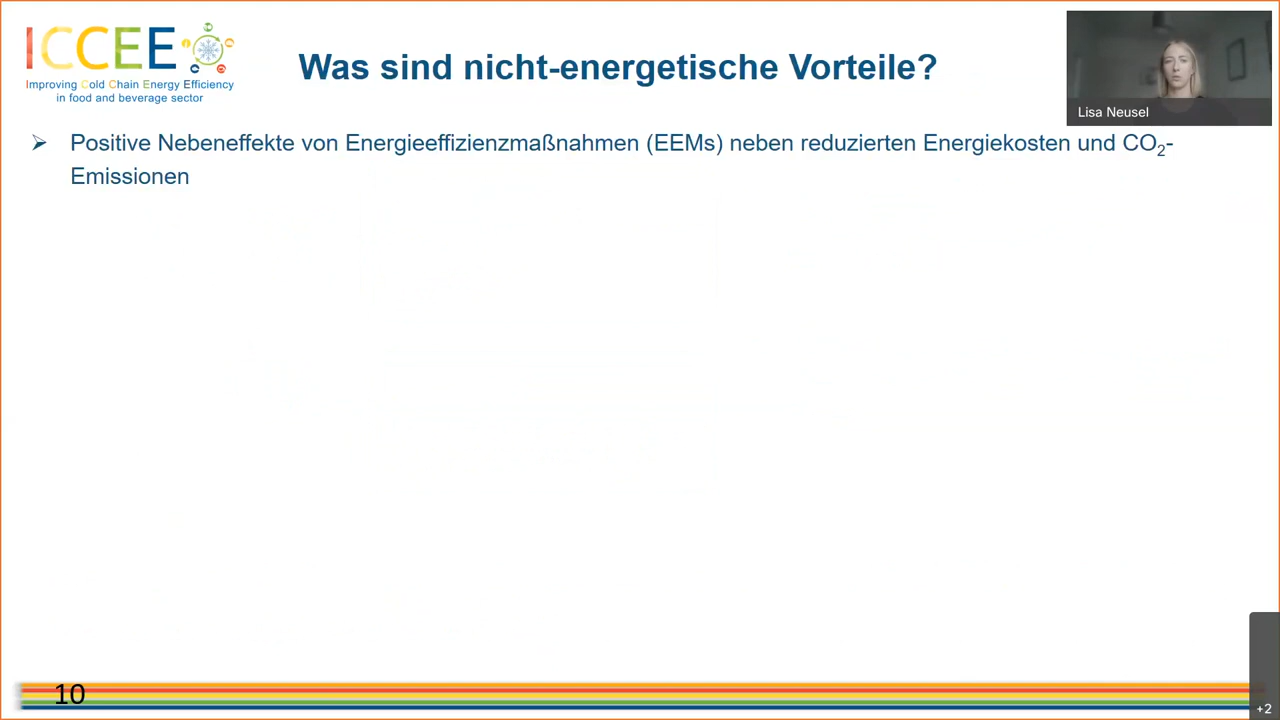 ICCEE
Improving Cold Chain Energy Efficiency
in food and beverage sector
Was sind nicht-energetische Vorteile?
Lisa Neusel
➢ Positive Nebeneffekte von Energieeffizienzmaßnahmen (EEMs) neben reduzierten Energiekosten und CO₂-
Emissionen
10
+2